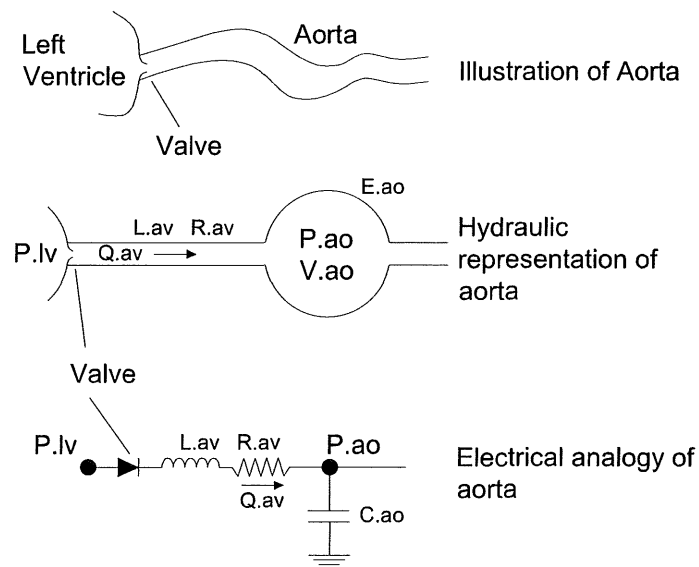 Left
Ventricle
Aorta
Illustration of Aorta
Valve
E.ao
L.av R.av
P.lv
Q.av
P.ao
V.ao
Hydraulic
representation of
aorta
Valve
P.lv
L.av R.av
P.ao
Q.av
C.ao
Electrical analogy of
aorta